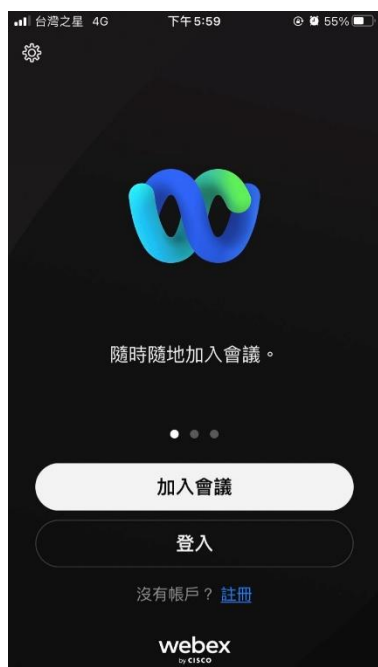 台灣之星 4G 下午5:59 55%
隨時隨地加入會議。
加入會議
登入
沒有帳戶？ 註冊
webex
by CISCO